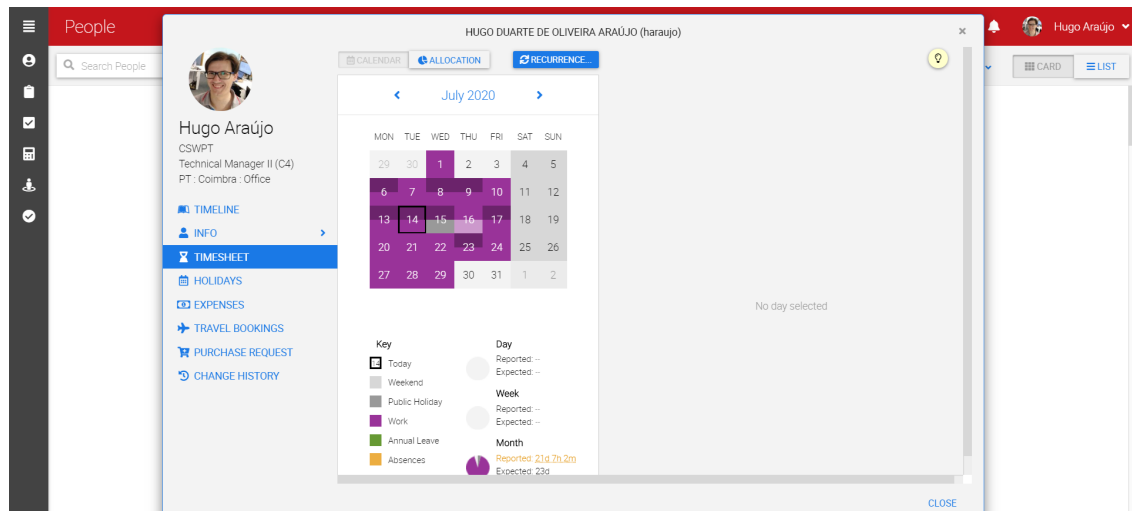 People
HUGO DUARTE DE OLIVEIRA ARAÚJO (haraujo)
×
Hugo Araújo
Search People
CALENDAR
ALLOCATION
RECURRENCE...
CARD
LIST
Hugo Araújo
CSWPT
Technical Manager II (C4)
PT : Coimbra : Office
TIMELINE
INFO
TIMESHEET
HOLIDAYS
EXPENSES
TRAVEL BOOKINGS
PURCHASE REQUEST
CHANGE HISTORY
July 2020
MON TUE WED THU FRI SAT SUN
29 30 1 2 3 4 5
6 7 8 9 10 11 12
13 14 15 16 17 18 19
20 21 22 23 24 25 26
27 28 29 30 31 1 2
Key
14 Today
Weekend
Public Holiday
Work
Annual Leave
Absences
Day
Reported: --
Expected: --
Week
Reported: --
Expected: --
Month
Reported: 21d 7h 2m
Expected: 23d
No day selected
CLOSE